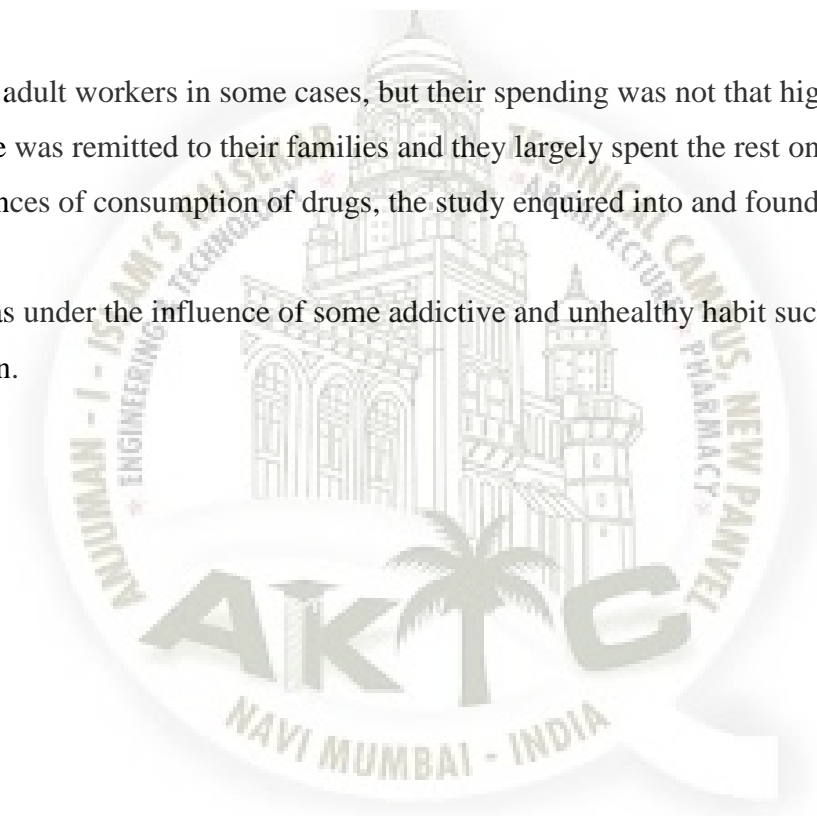 adult workers in some cases, but their spending was not that hig
e was remitted to their families and they largely spent the rest on
nces of consumption of drugs, the study enquired into and found
as under the influence of some addictive and unhealthy habit suc
n.
ANJUMAN - I - ISLAM'S KALSEKAR TECHNICAL CAMPUS, NEW PANVEL
ENGINEERING * TECHNOLOGY * ARCHITECTURE * PHARMACY *
AKTC
NAVI MUMBAI - INDIA